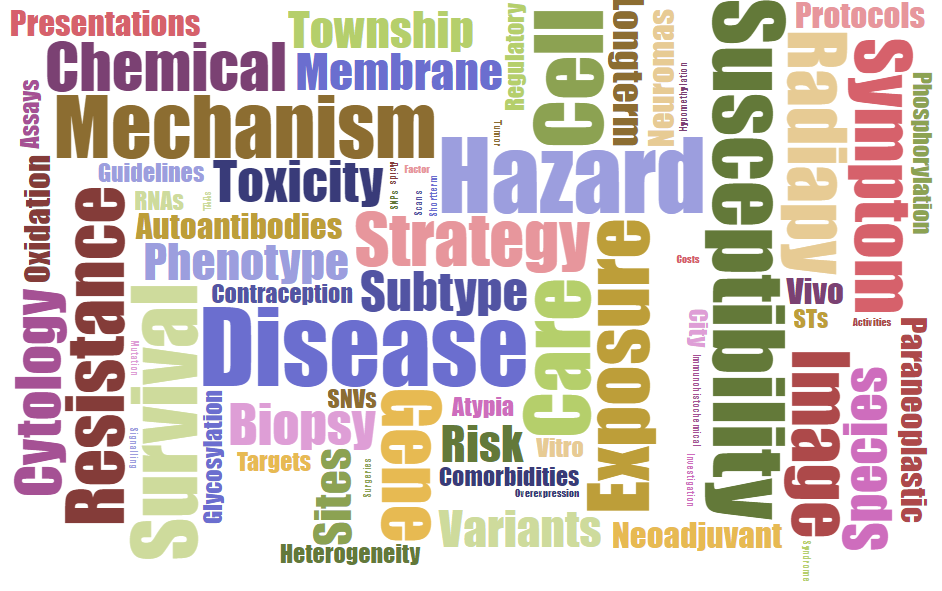 Presentations
Township
Regulatory
Cell
Longterm
Neuromas
Susceptibility
Protocols
Chemical
Membrane
Hypomethylation
Radiapy
Symptom
Phosphorylation
Assays
Mechanism
Tumor
Hazard
Guidelines
Toxicity
Acids
Factor
RNAs
SNPs
Scans
Shortterm
Oxidation
Resistance
Autoantibodies
Strategy
Exposure
Phenotype
Costs
Contraception
Subtype
Care
Vivo
STs
Activities
Cytology
Survival
Disease
City
Paraneoplastic
Mutation
Immunohistochemical
Image
species
Glycosylation
SNVs
Gene
Biopsy
Atypia
Signalling
Risk
Vitro
Targets
Sites
Surgeries
Comorbidities
Investigation
Overexpression
Variants
Neoadjuvant
Heterogeneity
Syndrome